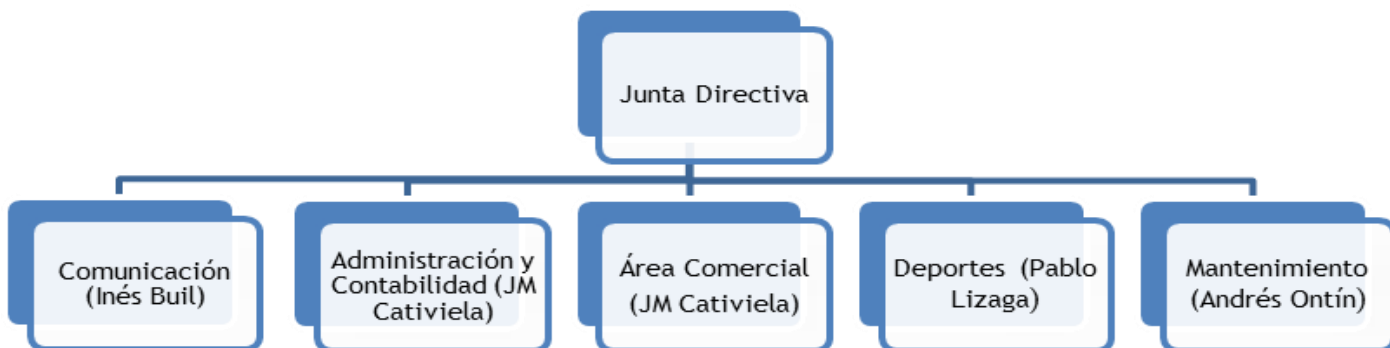 Junta Directiva
Comunicación
(Inés Buil)
Administración y
Contabilidad (JM
Cativiela)
Área Comercial
(JM Cativiela)
Deportes (Pablo
Lizaga)
Mantenimiento
(Andrés Ontín)